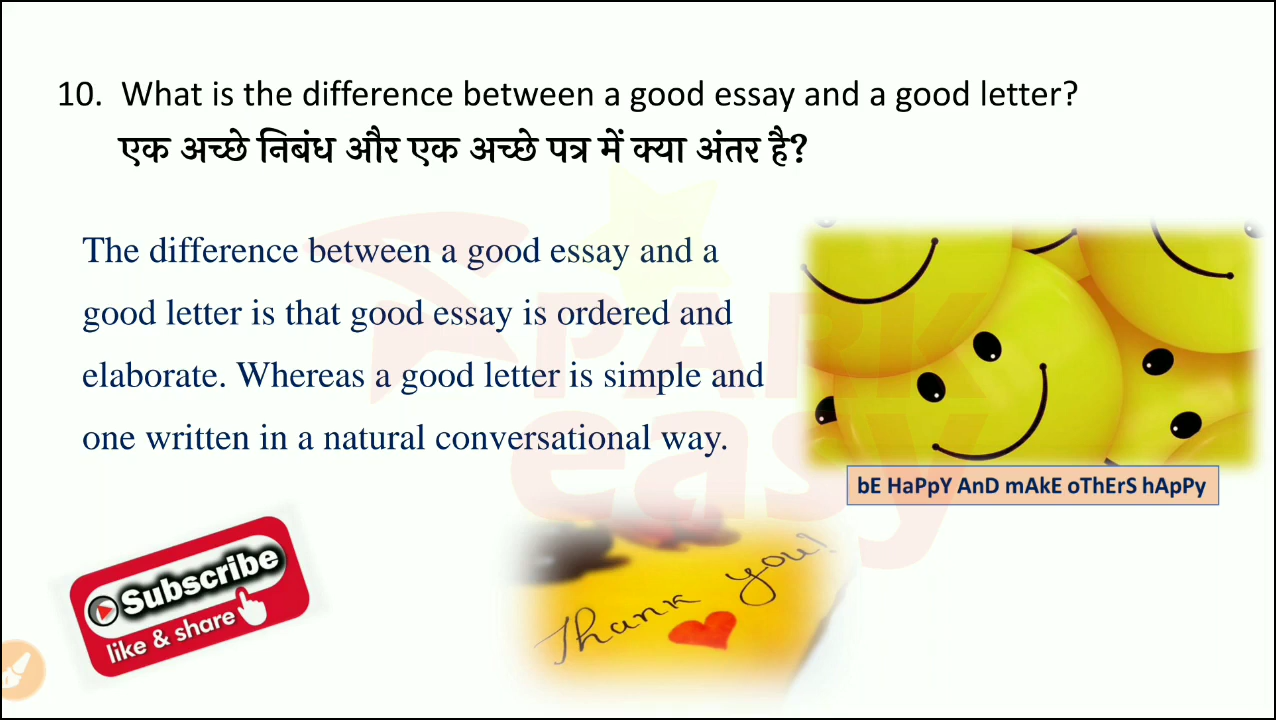 10. What is the difference between a good essay and a good letter?
एक अच्छे निबंध और एक अच्छे पत्र में क्या अंतर है?
The difference between a good essay and a
good letter is that good essay is ordered and
elaborate. Whereas a good letter is simple and
one written in a natural conversational way.
PARK
easy
bE HaPpY AnD mAkE oThErS hApPy
Subscribe
like & share
Thank you!